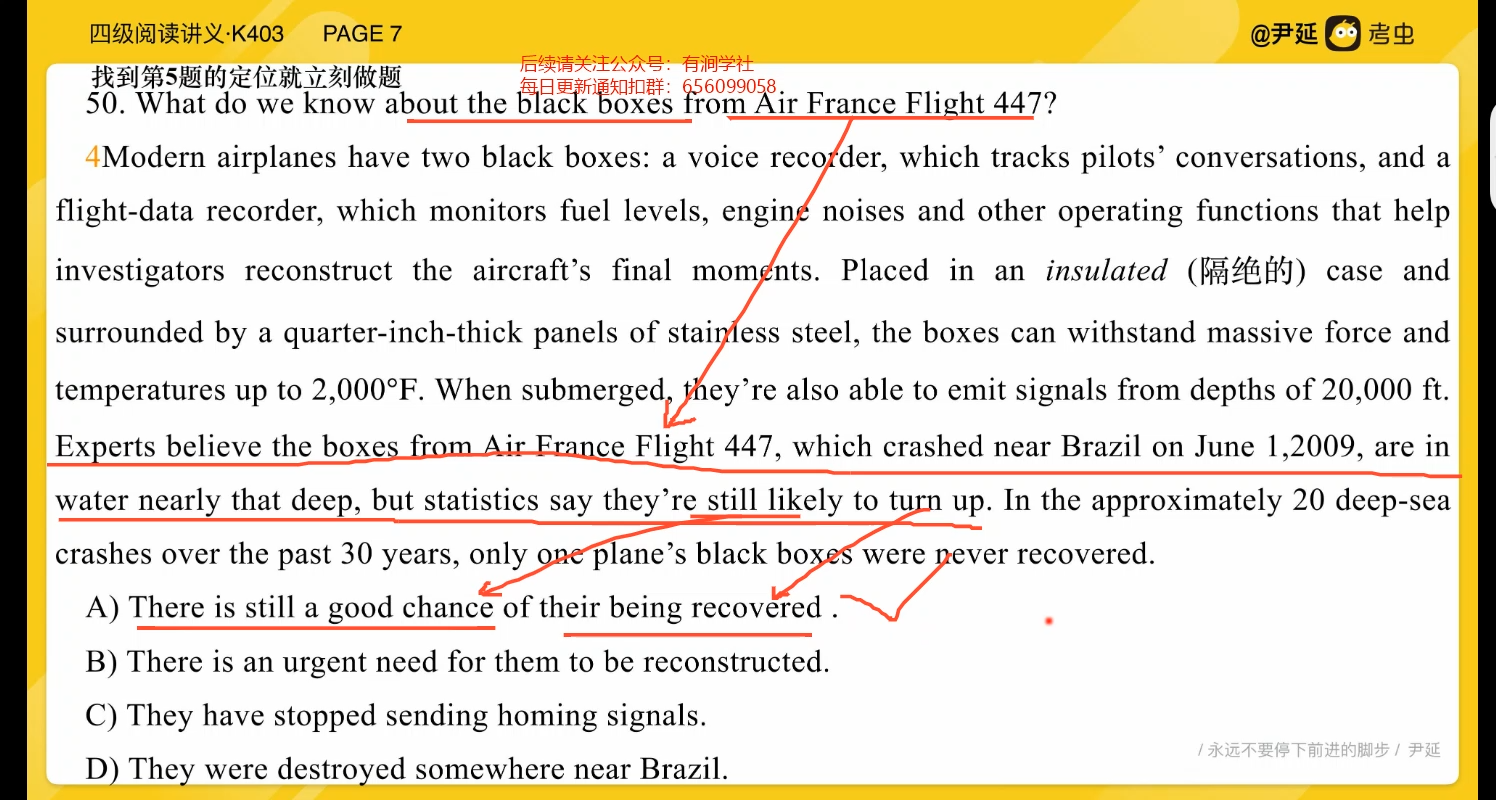 四级阅读讲义·K403 PAGE 7
@尹延 考虫
后续请关注公众号：有涧学社
找到第5题的定位就立刻做题
每日更新通知扣群：656099058
50. What do we know about the black boxes from Air France Flight 447?
4Modern airplanes have two black boxes: a voice recorder, which tracks pilots’ conversations, and a
flight-data recorder, which monitors fuel levels, engine noises and other operating functions that help
investigators reconstruct the aircraft’s final moments. Placed in an insulated (隔绝的) case and
surrounded by a quarter-inch-thick panels of stainless steel, the boxes can withstand massive force and
temperatures up to 2,000°F. When submerged, they’re also able to emit signals from depths of 20,000 ft.
Experts believe the boxes from Air France Flight 447, which crashed near Brazil on June 1,2009, are in
water nearly that deep, but statistics say they’re still likely to turn up. In the approximately 20 deep-sea
crashes over the past 30 years, only one plane’s black boxes were never recovered.
A) There is still a good chance of their being recovered .
B) There is an urgent need for them to be reconstructed.
C) They have stopped sending homing signals.
D) They were destroyed somewhere near Brazil.
/ 永远不要停下前进的脚步 / 尹延